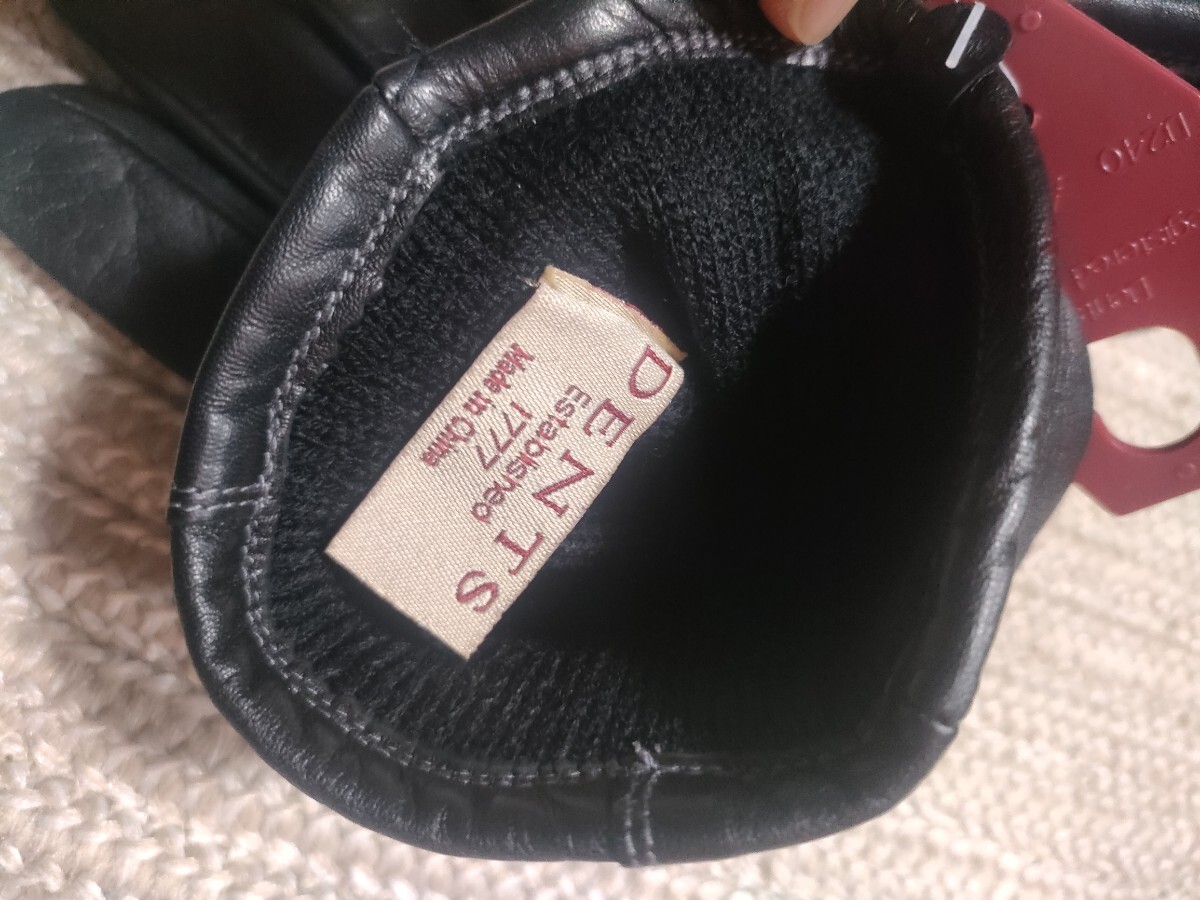 DENTS
Established
1777
Made in China